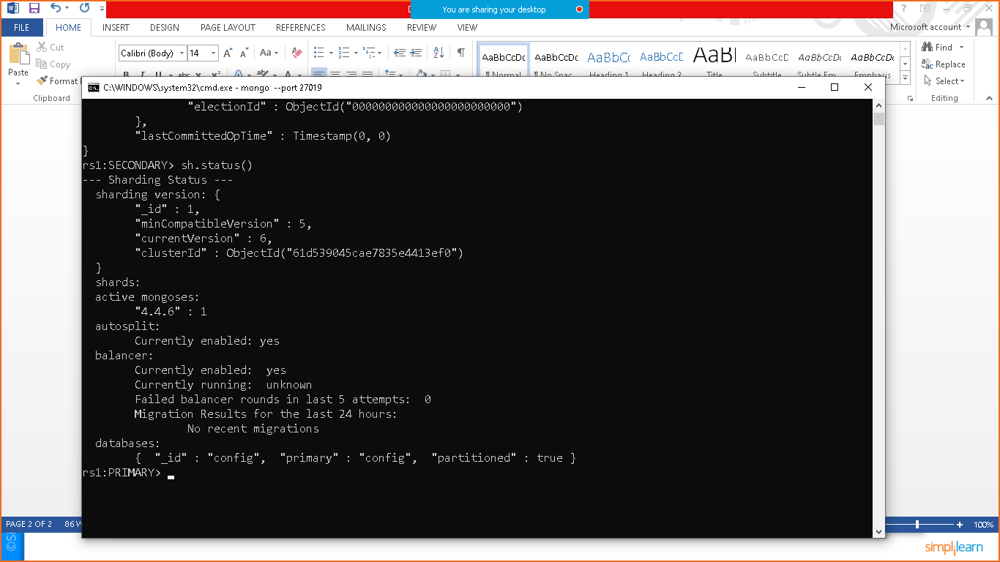 You are sharing your desktop
FILE HOME INSERT DESIGN PAGE LAYOUT REFERENCES MAILINGS REVIEW VIEW Microsoft account
Cut
Copy
Format
Paste
Clipboard
Calibri (Body) 14
AaBbCcDc AaBbCcDc AaBbCc AaBbCcD AaBI AaBbCcD AaBbCcDc AaBbCcDc
¶ Normal ¶ No Spac... Heading 1 Heading 2 Title Subtitle Subtle Em... Emphasis
Find
Replace
Select
Editing
C:\WINDOWS\system32\cmd.exe - mongo --port 27019
"electionId" : ObjectId("000000000000000000000000")
},
"lastCommittedOpTime" : Timestamp(0, 0)
}
rs1:SECONDARY> sh.status()
--- Sharding Status ---
sharding version: {
"_id" : 1,
"minCompatibleVersion" : 5,
"currentVersion" : 6,
"clusterId" : ObjectId("61d539045cae7835e4413ef0")
}
shards:
active mongoses:
"4.4.6" : 1
autosplit:
Currently enabled: yes
balancer:
Currently enabled:  yes
Currently running:  unknown
Failed balancer rounds in last 5 attempts:  0
Migration Results for the last 24 hours:
No recent migrations
databases:
{  "_id" : "config",  "primary" : "config",  "partitioned" : true }
rs1:PRIMARY>
PAGE 2 OF 2 86 W 100%
©Si
simplilearn